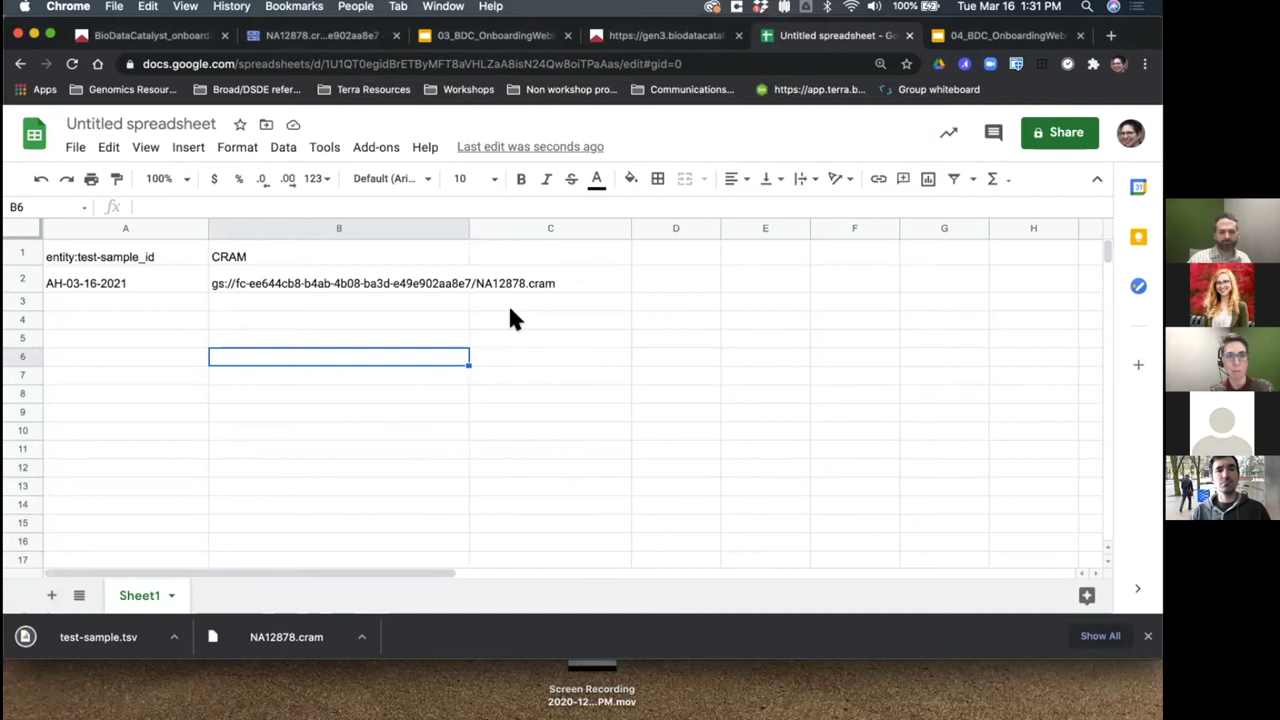 Chrome File Edit View History Bookmarks People Tab Window Help 100% Tue Mar 16 1:31 PM
BioDataCatalyst_onboard NA12878.cr...e902aa8e7 03_BDC_OnboardingWeb https://gen3.biodatacatal Untitled spreadsheet - Go 04_BDC_OnboardingWeb
docs.google.com/spreadsheets/d/1U1QT0egidBrETByMFT8aVHLZaA8isN24Qw8oiTPaAas/edit#gid=0
Apps Genomics Resour... Broad/DSDE refer... Terra Resources Workshops Non workshop pro... Communications... https://app.terra.b... Group whiteboard
Untitled spreadsheet
Share
File Edit View Insert Format Data Tools Add-ons Help Last edit was seconds ago
100% $ % .0 .00 123 Default (Ari... 10 B I S A
B6 fx
A B C D E F G H
1 entity:test-sample_id CRAM
2 AH-03-16-2021 gs://fc-ee644cb8-b4ab-4b08-ba3d-e49e902aa8e7/NA12878.cram
3
4
5
6
7
8
9
10
11
12
13
14
15
16
17
Sheet1
test-sample.tsv NA12878.cram Show All
Screen Recording
2020-12...PM.mov